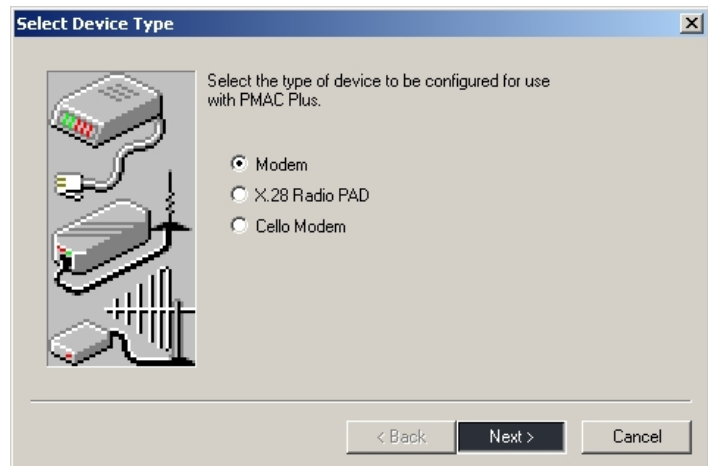 Select Device Type
Select the type of device to be configured for use
with PMAC Plus.
Modem
X.28 Radio PAD
Cello Modem
< Back
Next >
Cancel